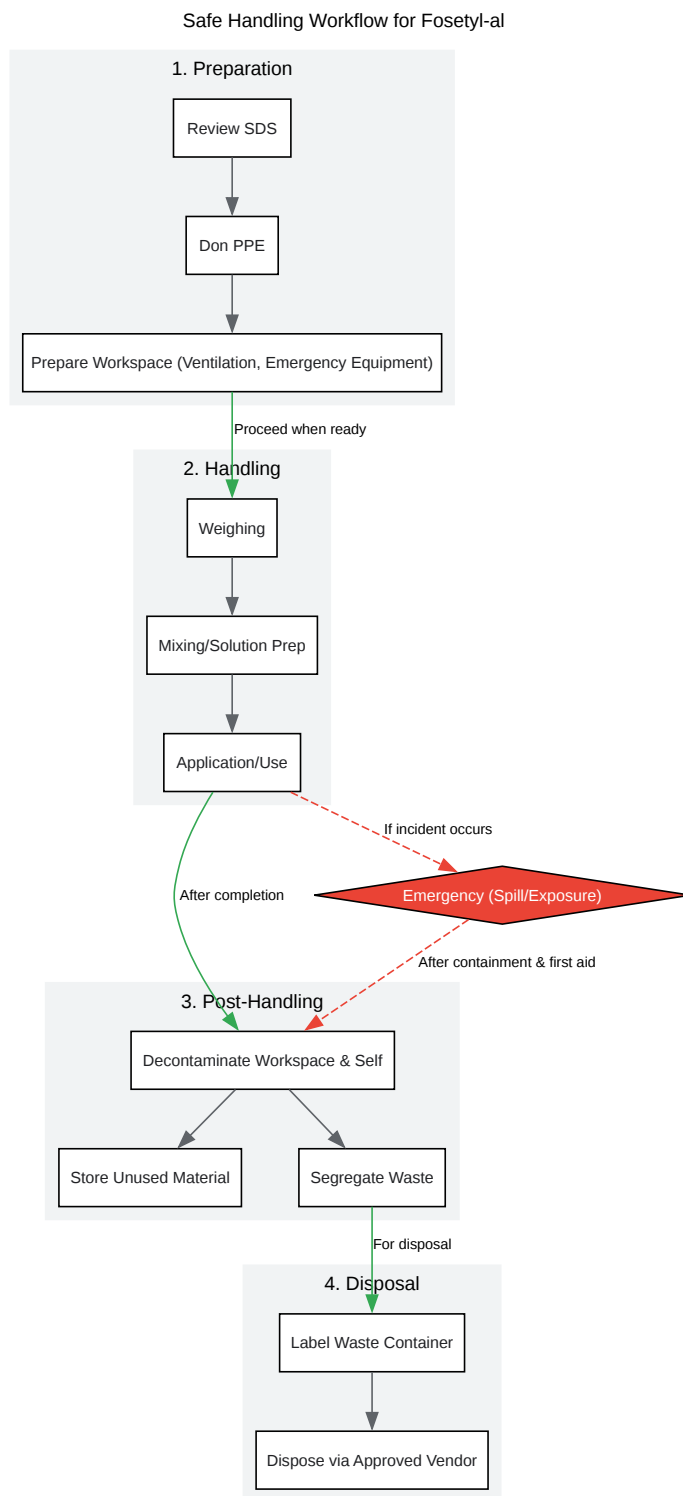 Safe Handling Workflow for Fosetyl-al
1. Preparation
Review SDS
Don PPE
Prepare Workspace (Ventilation, Emergency Equipment)
Proceed when ready
2. Handling
Weighing
Mixing/Solution Prep
Application/Use
If incident occurs
After completion
Emergency (Spill/Exposure)
After containment & first aid
3. Post-Handling
Decontaminate Workspace & Self
Store Unused Material
Segregate Waste
For disposal
4. Disposal
Label Waste Container
Dispose via Approved Vendor